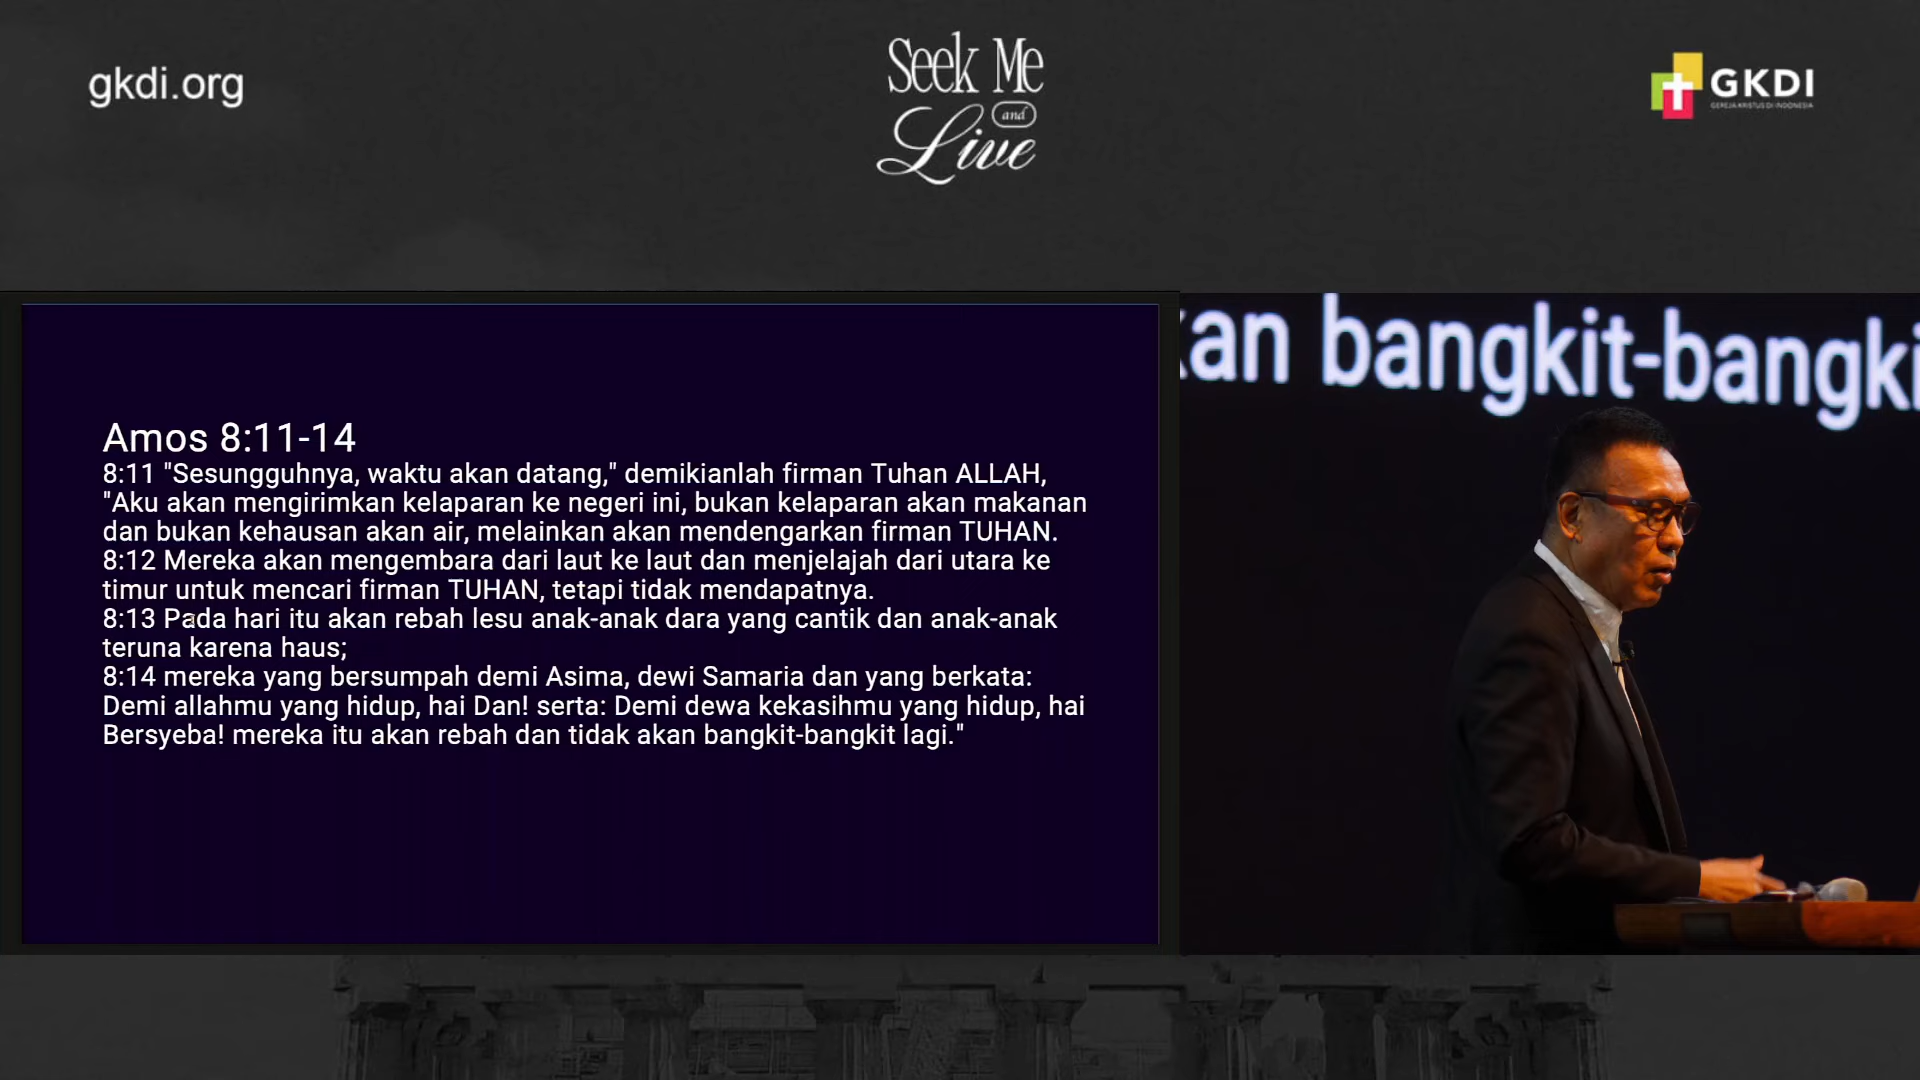 gkdi.org
Seek Me
and
Live
GKDI
GEREJA KRISTUS DI INDONESIA
Amos 8:11-14
8:11 "Sesungguhnya, waktu akan datang," demikianlah firman Tuhan ALLAH,
"Aku akan mengirimkan kelaparan ke negeri ini, bukan kelaparan akan makanan
dan bukan kehausan akan air, melainkan akan mendengarkan firman TUHAN.
8:12 Mereka akan mengembara dari laut ke laut dan menjelajah dari utara ke
timur untuk mencari firman TUHAN, tetapi tidak mendapatnya.
8:13 Pada hari itu akan rebah lesu anak-anak dara yang cantik dan anak-anak
teruna karena haus;
8:14 mereka yang bersumpah demi Asima, dewi Samaria dan yang berkata:
Demi allahmu yang hidup, hai Dan! serta: Demi dewa kekasihmu yang hidup, hai
Bersyeba! mereka itu akan rebah dan tidak akan bangkit-bangkit lagi."
kan bangkit-bangki